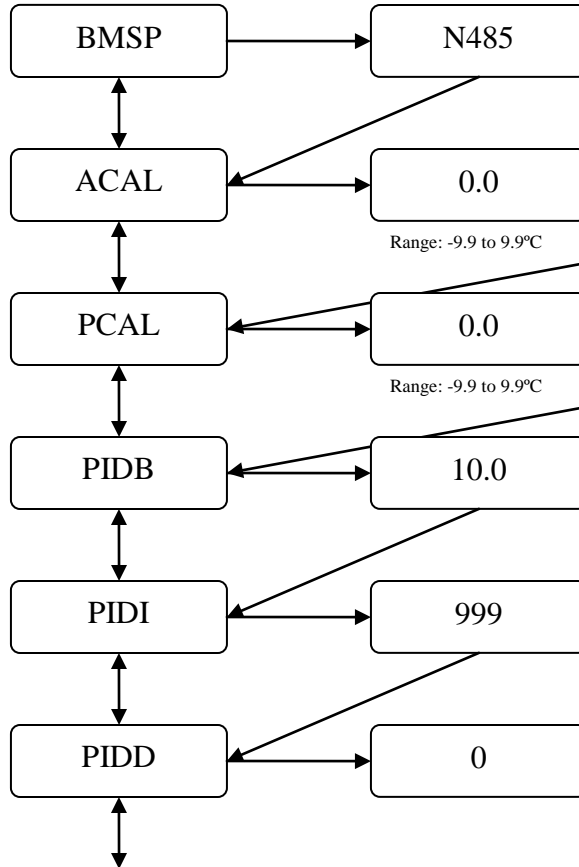 BMSP
N485
ACAL
0.0
Range: -9.9 to 9.9ºC
PCAL
0.0
Range: -9.9 to 9.9ºC
PIDB
10.0
PIDI
999
PIDD
0